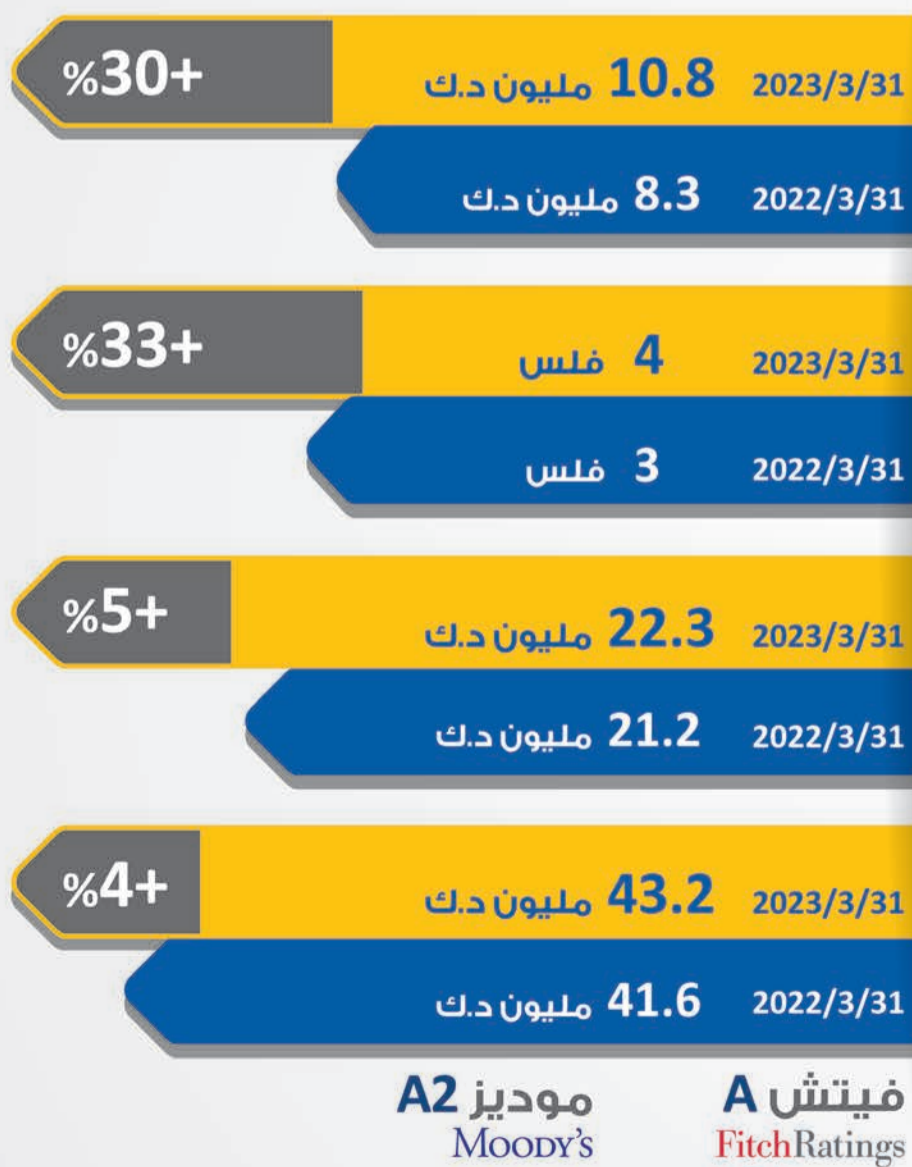 2023/3/31 10.8 مليون د.ك %30+
2022/3/31 8.3 مليون د.ك
2023/3/31 4 فلس %33+
2022/3/31 3 فلس
2023/3/31 22.3 مليون د.ك %5+
2022/3/31 21.2 مليون د.ك
2023/3/31 43.2 مليون د.ك %4+
2022/3/31 41.6 مليون د.ك
فيتش A موديز A2
FitchRatings MOODY'S